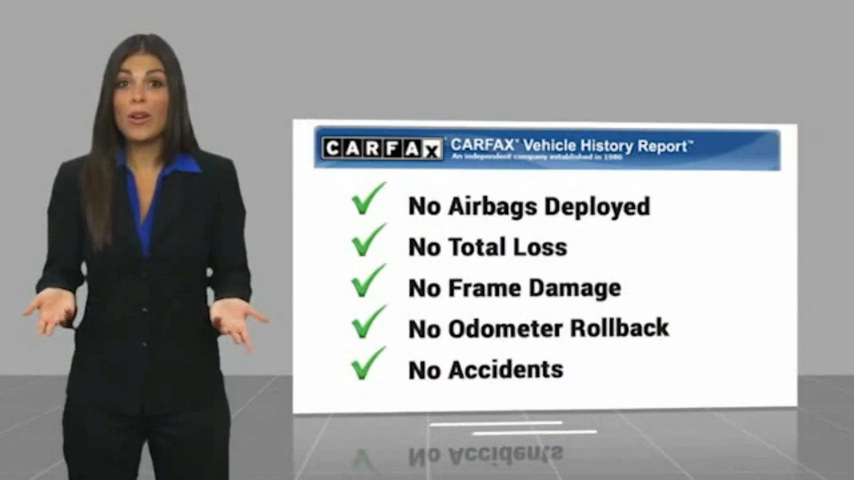 CARFAX CARFAX® Vehicle History Report™
An independent company established in 1986
No Airbags Deployed
No Total Loss
No Frame Damage
No Odometer Rollback
No Accidents
No Accidents